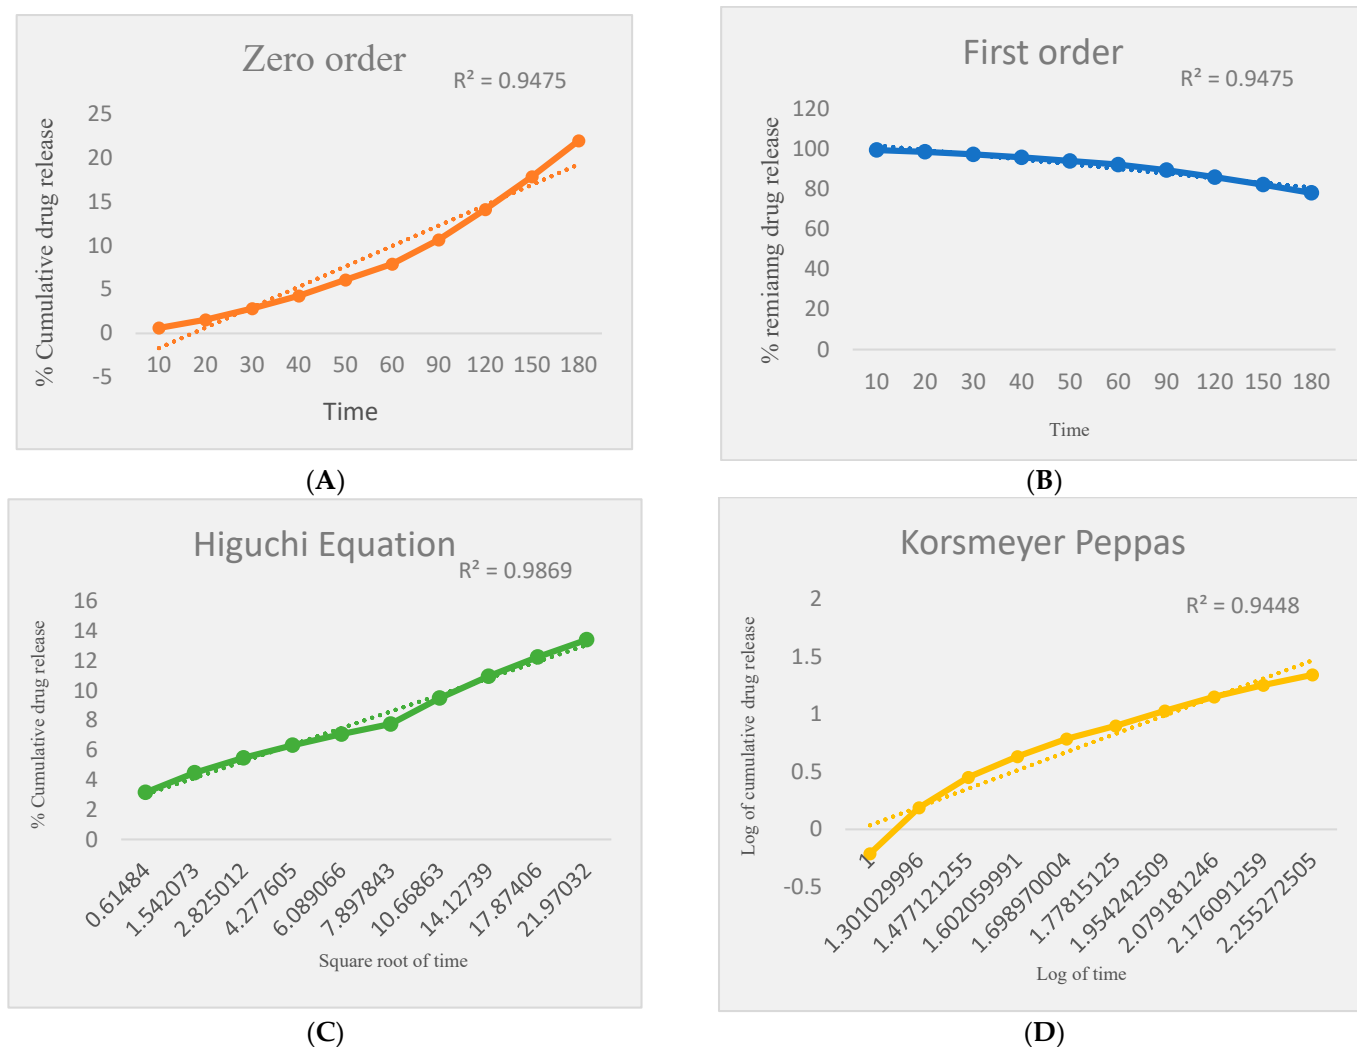 Zero order
R² = 0.9475
% Cumulative drug release
25
20
15
10
5
0
-5
10 20 30 40 50 60 90 120 150 180
Time
(A)
First order
R² = 0.9475
% remianng drug release
120
100
80
60
40
20
0
10 20 30 40 50 60 90 120 150 180
Time
(B)
Higuchi Equation
R² = 0.9869
% Cumulative drug release
16
14
12
10
8
6
4
2
0
0.61484
1.542073
2.825012
4.277605
6.089066
7.897843
10.66863
14.12739
17.87406
21.97032
Square root of time
(C)
Korsmeyer Peppas
R² = 0.9448
Log of cumulative drug release
2
1.5
1
0.5
0
-0.5
1
1.301029996
1.477121255
1.602059991
1.698970004
1.77815125
1.954242509
2.079181246
2.176091259
2.255272505
Log of time
(D)